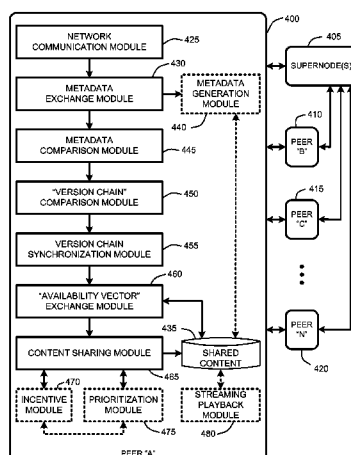 400
NETWORK
COMMUNICATION MODULE
425
METADATA
EXCHANGE MODULE
430
METADATA
GENERATION
MODULE
440
METADATA
COMPARISON MODULE
445
"VERSION CHAIN"
COMPARISON MODULE
450
VERSION CHAIN
SYNCHRONIZATION MODULE
455
"AVAILABILITY VECTOR"
EXCHANGE MODULE
460
435
SHARED
CONTENT
CONTENT SHARING MODULE
465
470
INCENTIVE
MODULE
PRIORITIZATION
MODULE
475
STREAMING
PLAYBACK
MODULE
480
PEER "A"
405
SUPERNODE(S)
410
PEER
"B"
415
PEER
"C"
PEER
"N"
420